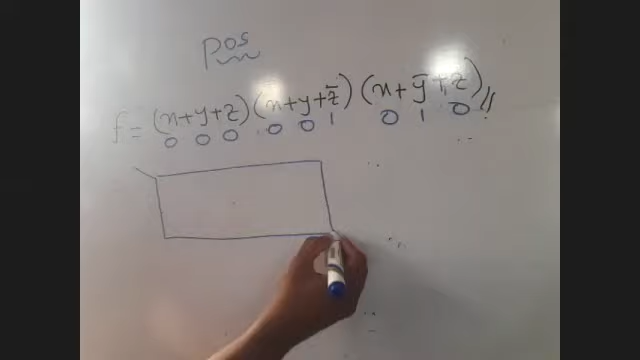 POS
f = (x+y+z) (x+y+z̅) (x+y̅+z)//
0 0 0 0 0 1 0 1 0